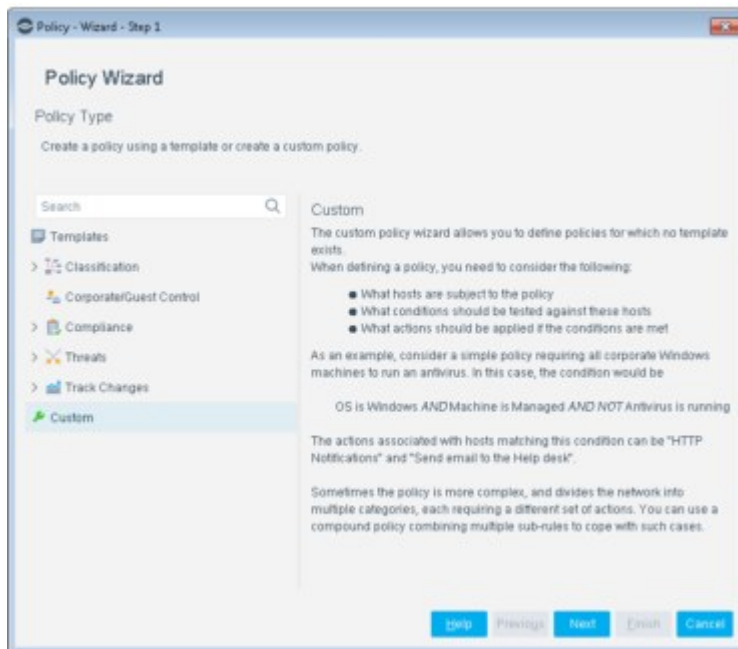 Policy - Wizard - Step 1
Policy Wizard
Policy Type
Create a policy using a template or create a custom policy.
Search
Templates
Classification
Corporate/Guest Control
Compliance
Threats
Track Changes
Custom
Custom
The custom policy wizard allows you to define policies for which no template
exists.
When defining a policy, you need to consider the following:
● What hosts are subject to the policy
● What conditions should be tested against these hosts
● What actions should be applied if the conditions are met
As an example, consider a simple policy requiring all corporate Windows
machines to run an antivirus. In this case, the condition would be
OS is Windows AND Machine is Managed AND NOT Antivirus is running
The actions associated with hosts matching this condition can be "HTTP
Notifications" and "Send email to the Help desk".
Sometimes the policy is more complex, and divides the network into
multiple categories, each requiring a different set of actions. You can use a
compound policy combining multiple sub-rules to cope with such cases.
Help Previous Next Finish Cancel